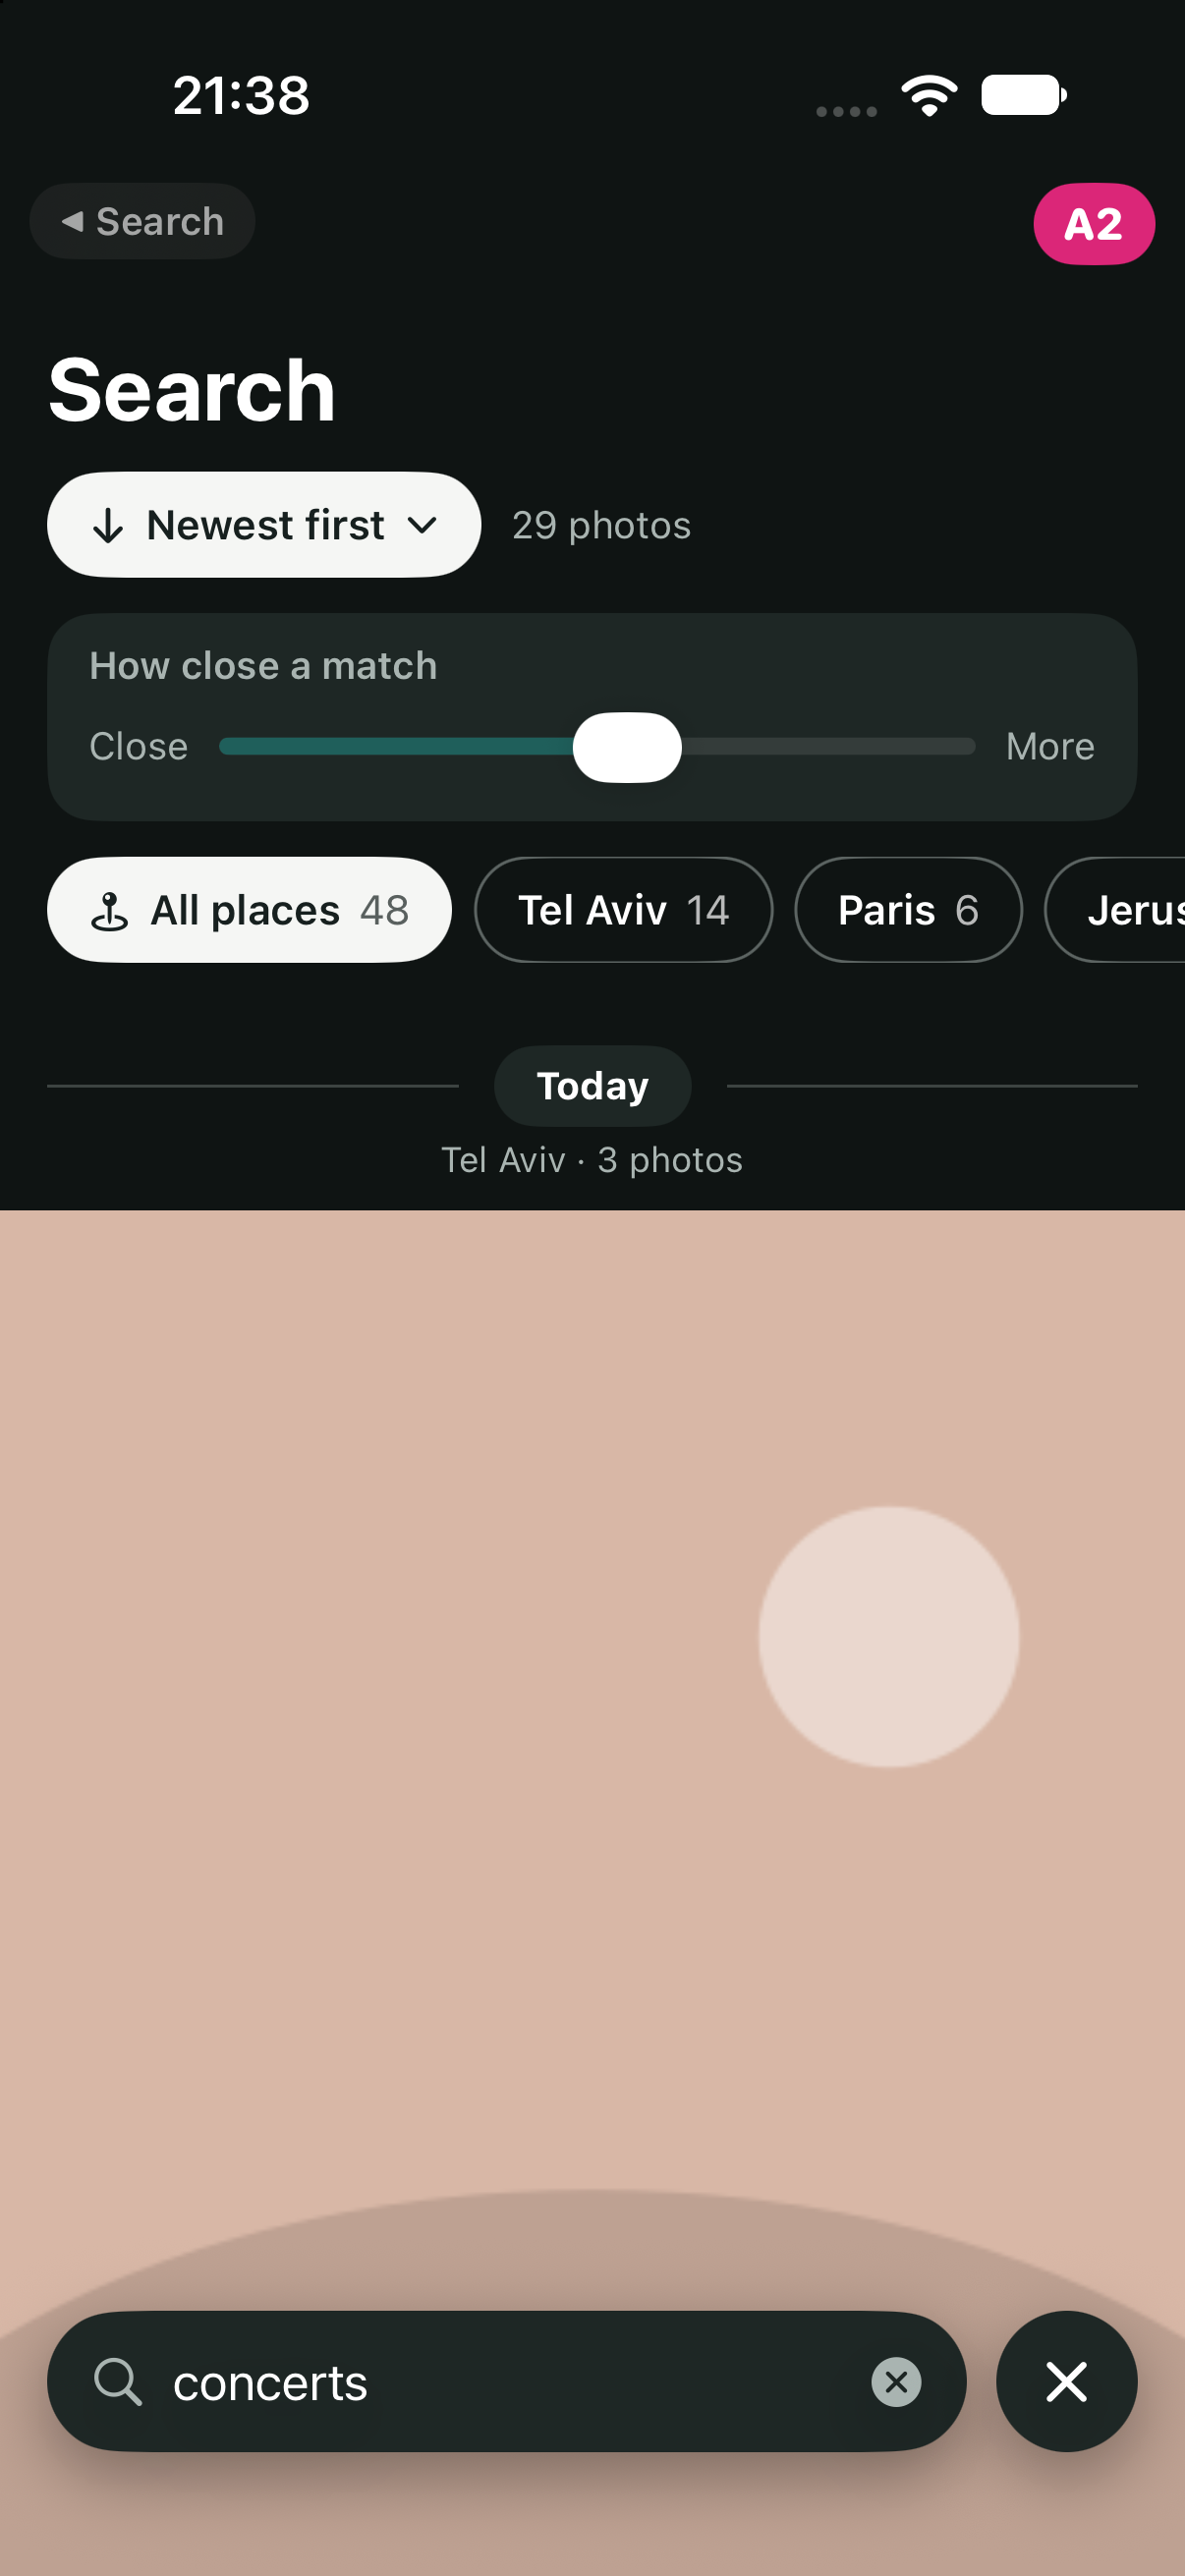 21:38
◀ Search
A2
Search
Newest first
29 photos
How close a match
Close
More
All places 48
Tel Aviv 14
Paris 6
Jerus
Today
Tel Aviv · 3 photos
concerts